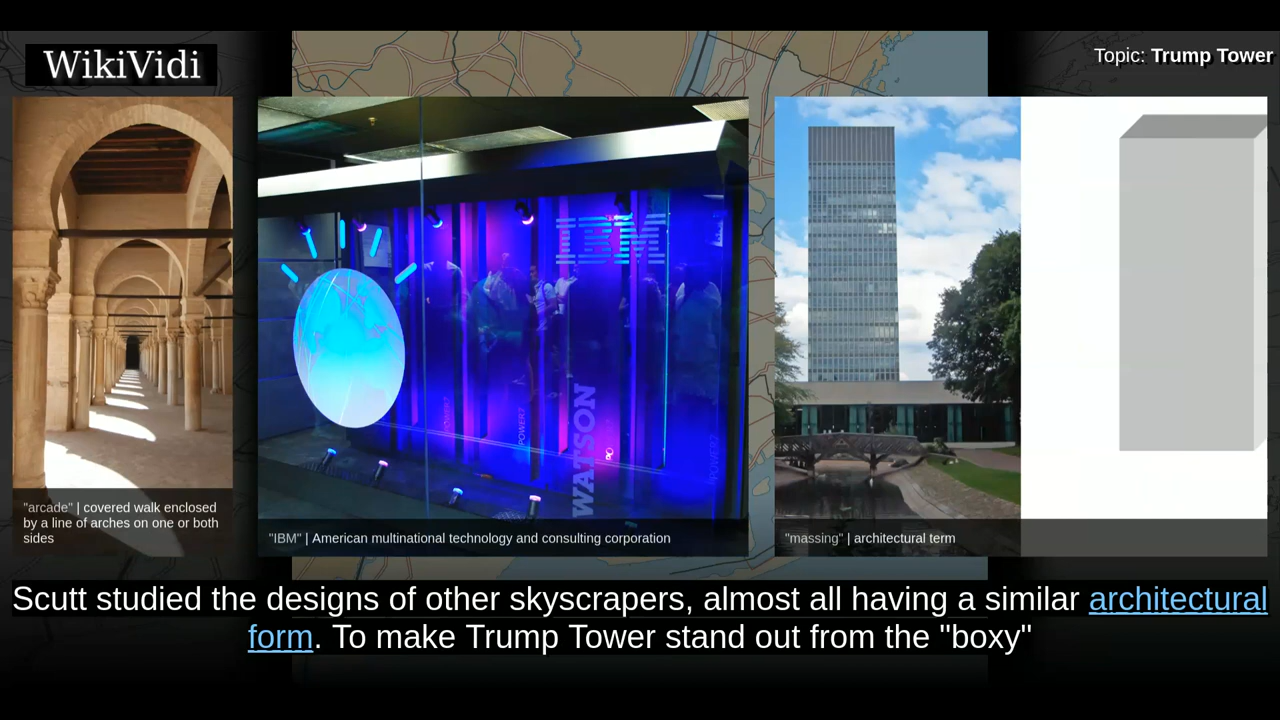 WikiVidi
Topic: Trump Tower
IBM
WATSON
POWER7
"arcade" | covered walk enclosed
by a line of arches on one or both
sides
"IBM" | American multinational technology and consulting corporation
"massing" | architectural term
Scutt studied the designs of other skyscrapers, almost all having a similar architectural
form. To make Trump Tower stand out from the "boxy"